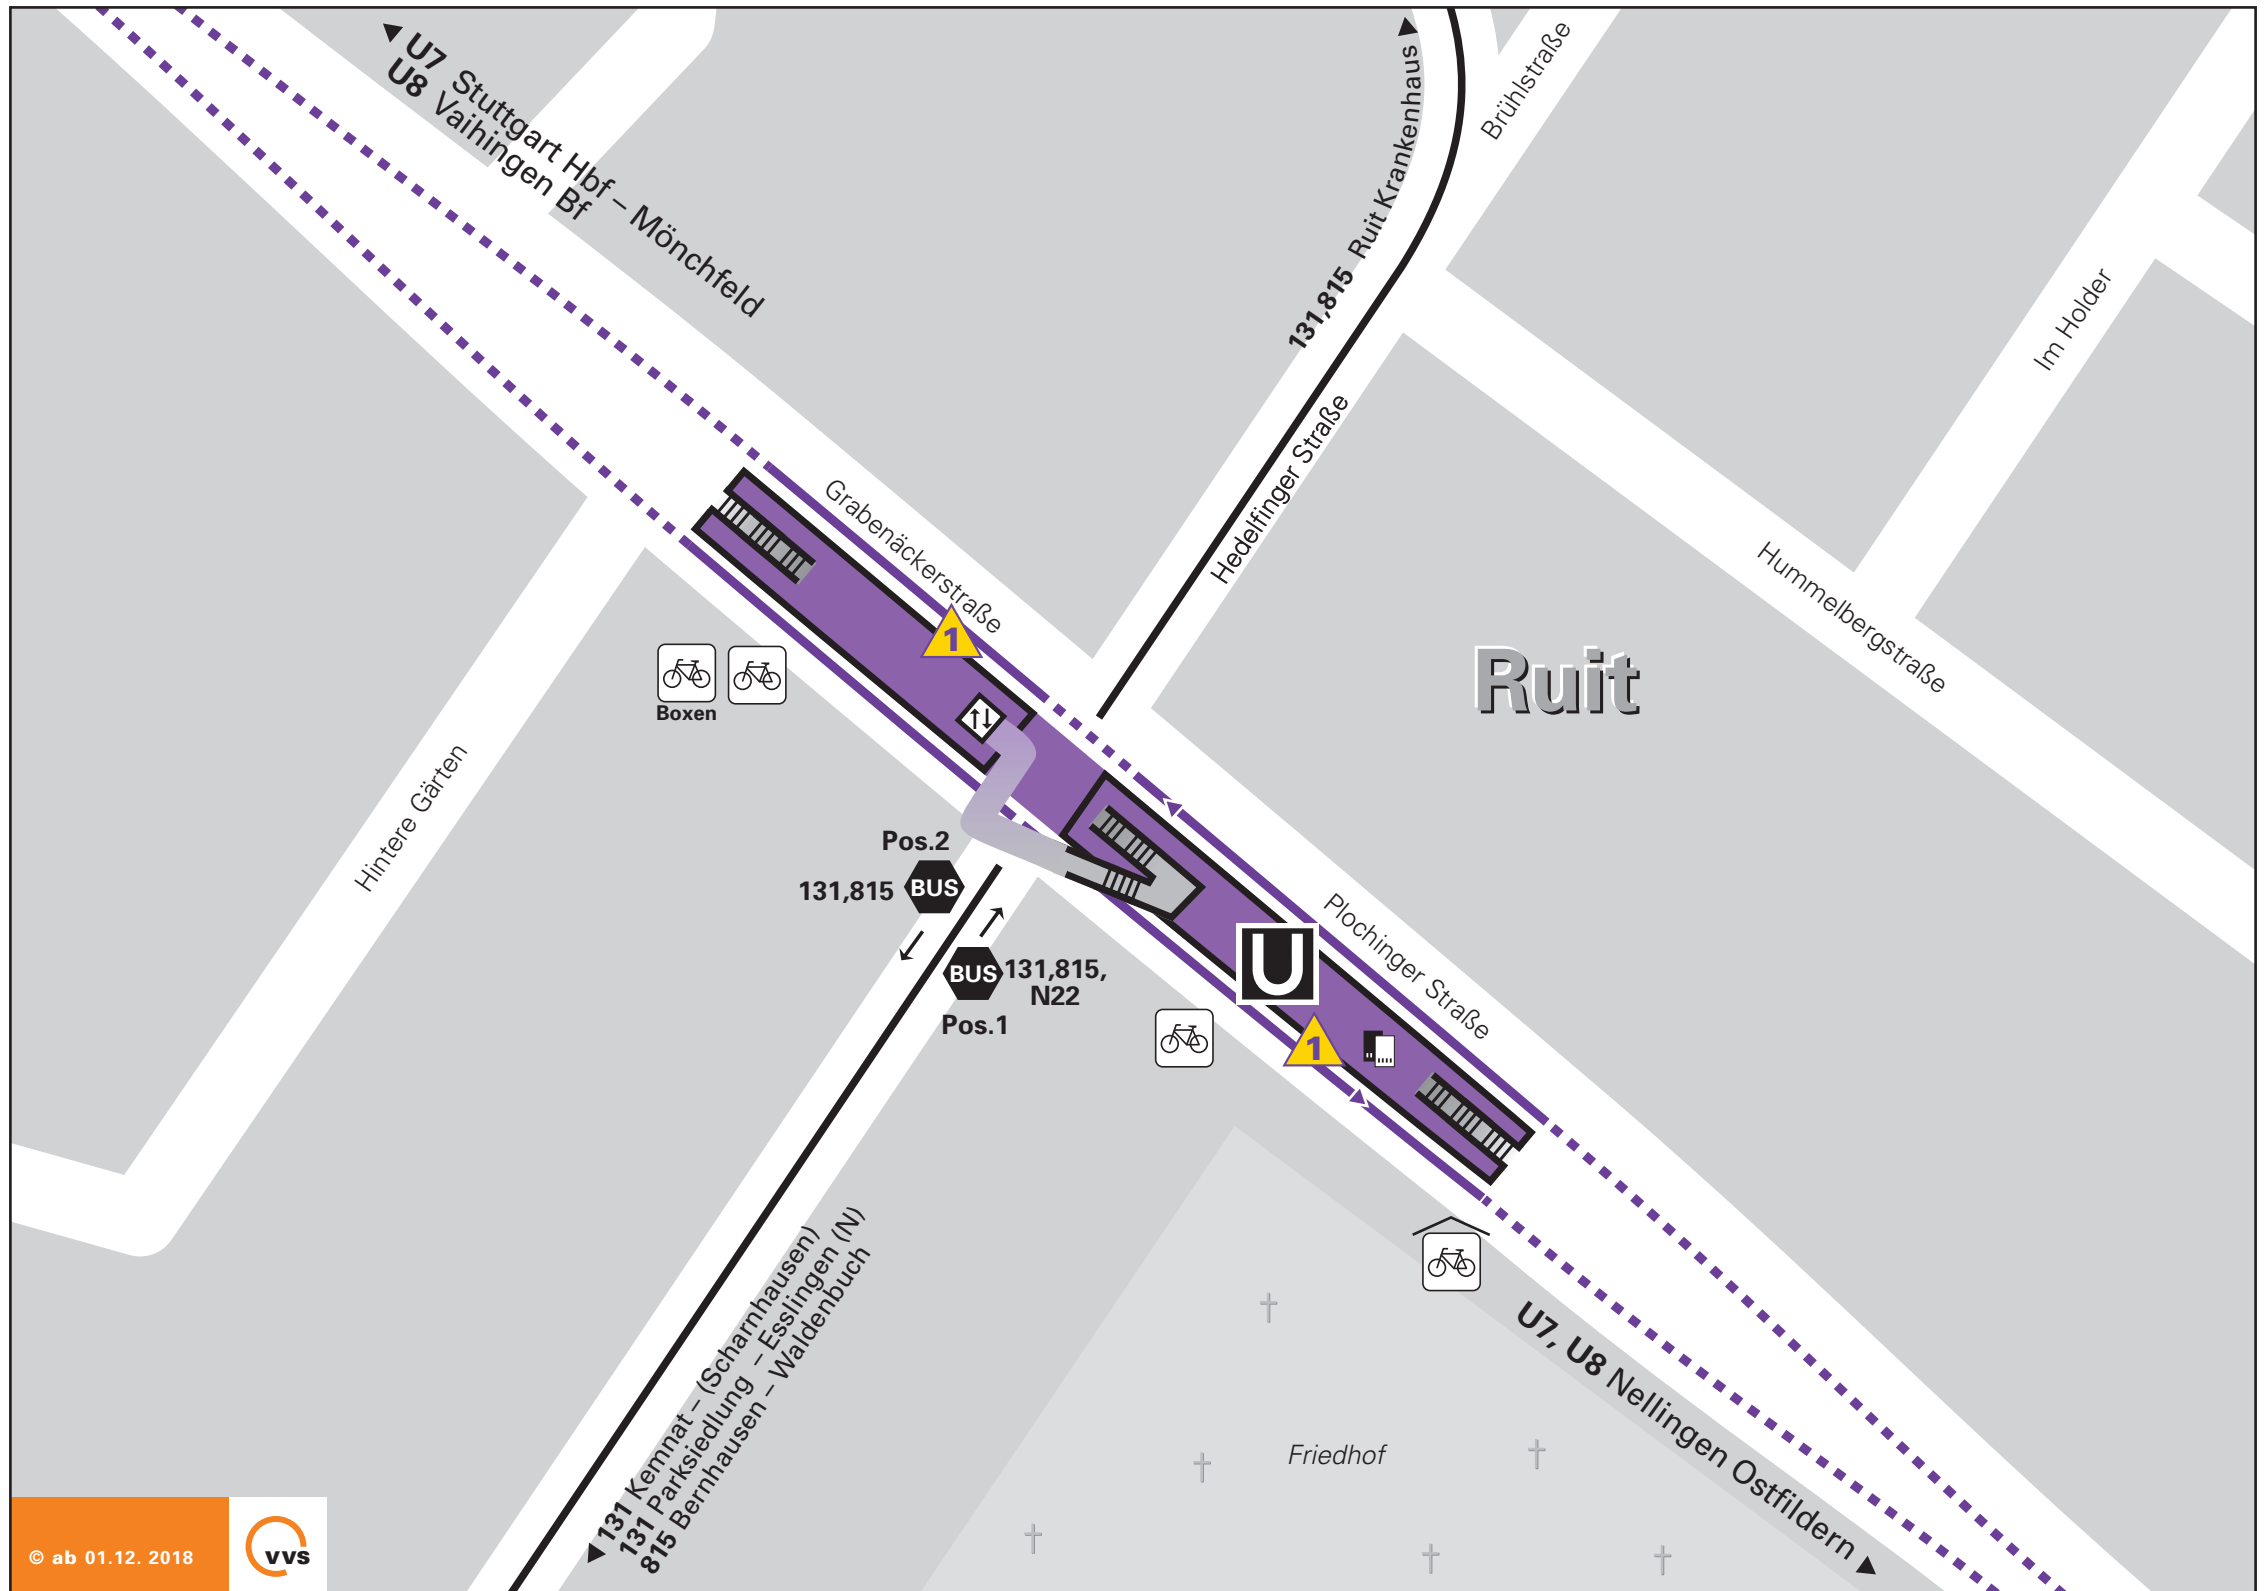 U7 Stuttgart Hbf – Mönchfeld
U8 Vaihingen Bf
131,815 Ruit Krankenhaus
Brühlstraße
Im Holder
Hedelfinger Straße
Grabenäckerstraße
Hummelbergstraße
1
Ruit
Boxen
Hintere Gärten
Pos.2
131,815
BUS
BUS
131,815,
N22
Pos.1
U
Plochinger Straße
1
131 Kemnat – (Scharnhausen)
131 Parksiedlung – Esslingen (N)
815 Bernhausen – Waldenbuch
U7, U8 Nellingen Ostfildern
Friedhof
© ab 01.12. 2018
vvs